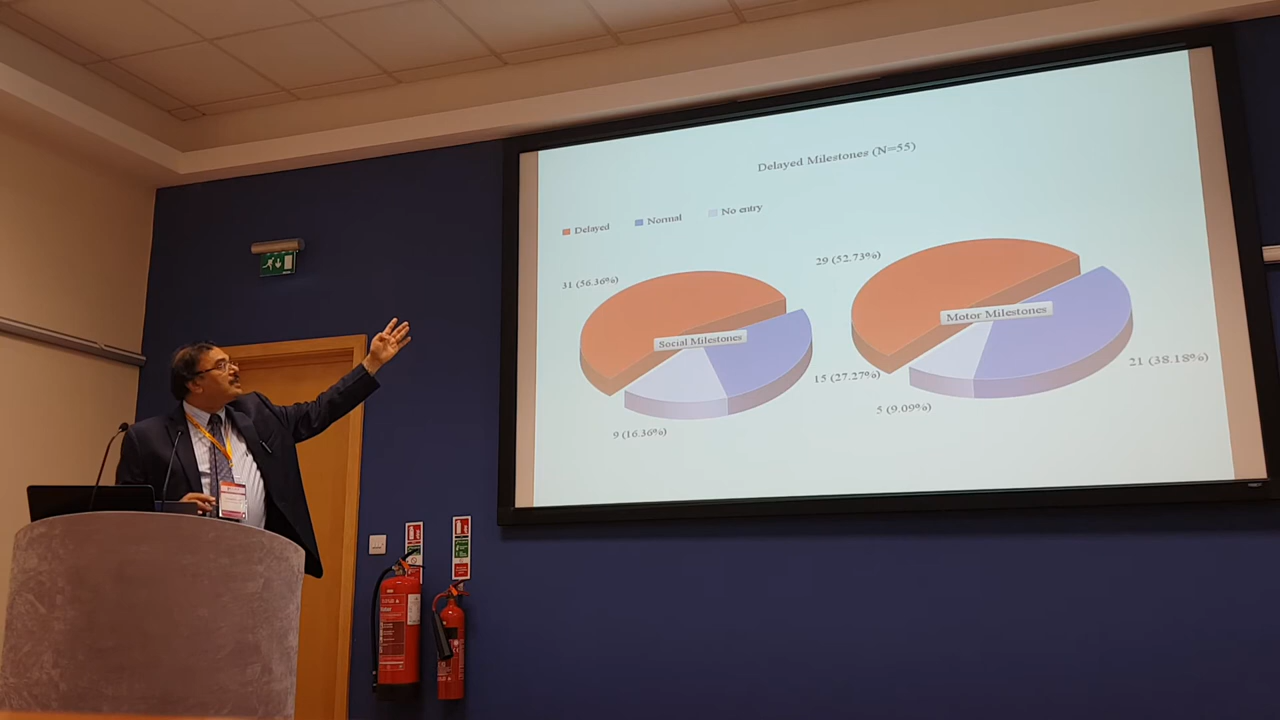 Delayed Milestones (N=55)
Delayed
Normal
No entry
31 (56.36%)
Social Milestones
15 (27.27%)
9 (16.36%)
29 (52.73%)
Motor Milestones
21 (38.18%)
5 (9.09%)